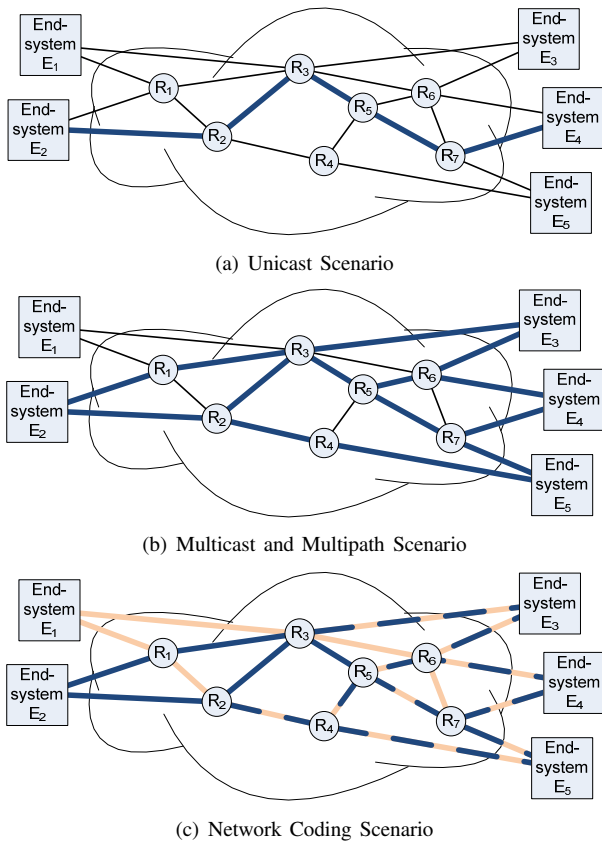 End-
system
E1
End-
system
E2
R1
R2
R3
R4
R5
R6
R7
End-
system
E3
End-
system
E4
End-
system
E5
(a) Unicast Scenario
End-
system
E1
End-
system
E2
R1
R2
R3
R4
R5
R6
R7
End-
system
E3
End-
system
E4
End-
system
E5
(b) Multicast and Multipath Scenario
End-
system
E1
End-
system
E2
R1
R2
R3
R4
R5
R6
R7
End-
system
E3
End-
system
E4
End-
system
E5
(c) Network Coding Scenario